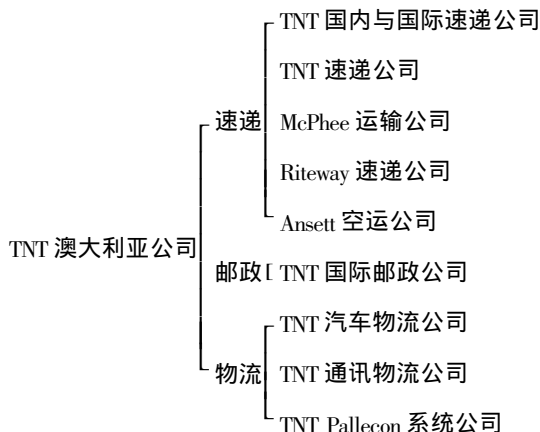 TNT 国内与国际速递公司
TNT 速递公司
速递
McPhee 运输公司
Riteway 速递公司
Ansett 空运公司
TNT 澳大利亚公司
邮政
TNT 国际邮政公司
TNT 汽车物流公司
物流
TNT 通讯物流公司
TNT Pallecon 系统公司